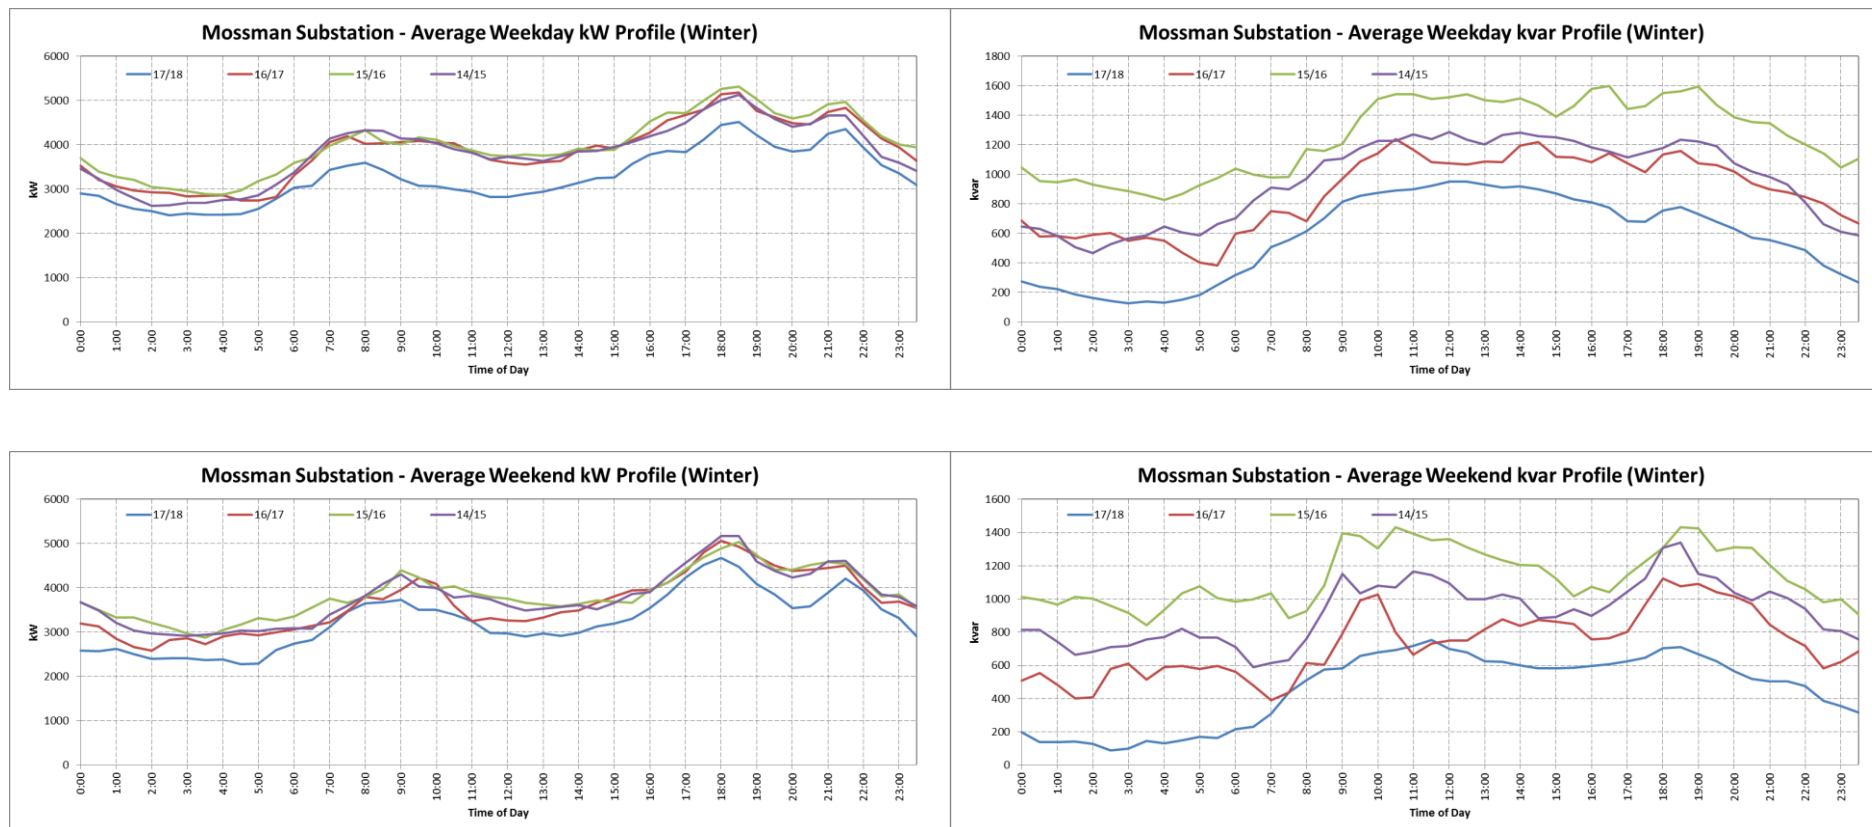 Mossman Substation - Average Weekday kW Profile (Winter)
6000
5000
4000
3000
2000
1000
0
kW
17/18 16/17 15/16 14/15
0:00 1:00 2:00 3:00 4:00 5:00 6:00 7:00 8:00 9:00 10:00 11:00 12:00 13:00 14:00 15:00 16:00 17:00 18:00 19:00 20:00 21:00 22:00 23:00
Time of Day
Mossman Substation - Average Weekday kvar Profile (Winter)
1800
1600
1400
1200
1000
800
600
400
200
0
kvar
17/18 16/17 15/16 14/15
0:00 1:00 2:00 3:00 4:00 5:00 6:00 7:00 8:00 9:00 10:00 11:00 12:00 13:00 14:00 15:00 16:00 17:00 18:00 19:00 20:00 21:00 22:00 23:00
Time of Day
Mossman Substation - Average Weekend kW Profile (Winter)
6000
5000
4000
3000
2000
1000
0
kW
17/18 16/17 15/16 14/15
0:00 1:00 2:00 3:00 4:00 5:00 6:00 7:00 8:00 9:00 10:00 11:00 12:00 13:00 14:00 15:00 16:00 17:00 18:00 19:00 20:00 21:00 22:00 23:00
Time of Day
Mossman Substation - Average Weekend kvar Profile (Winter)
1600
1400
1200
1000
800
600
400
200
0
kvar
17/18 16/17 15/16 14/15
0:00 1:00 2:00 3:00 4:00 5:00 6:00 7:00 8:00 9:00 10:00 11:00 12:00 13:00 14:00 15:00 16:00 17:00 18:00 19:00 20:00 21:00 22:00 23:00
Time of Day